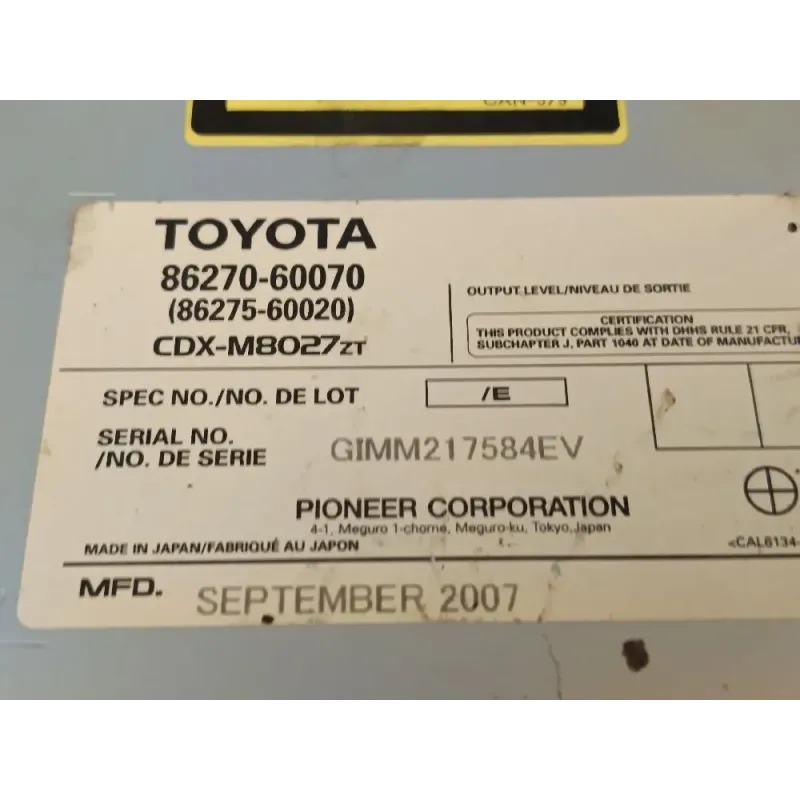 TOYOTA
86270-60070
(86275-60020)
CDX-M8027ZT
OUTPUT LEVEL/NIVEAU DE SORTIE
CERTIFICATION
THIS PRODUCT COMPLIES WITH DHHS RULE 21 CFR,
SUBCHAPTER J, PART 1040 AT DATE OF
SPEC NO./NO. DE LOT
/E
SERIAL NO.
/NO. DE SERIE
GIMM217584EV
PIONEER CORPORATION
4-1, Meguro 1-chome, Meguro-ku, Tokyo, Japan
MADE IN JAPAN/FABRIQUÉ AU JAPON
<CAL8134-
MFD.
SEPTEMBER 2007